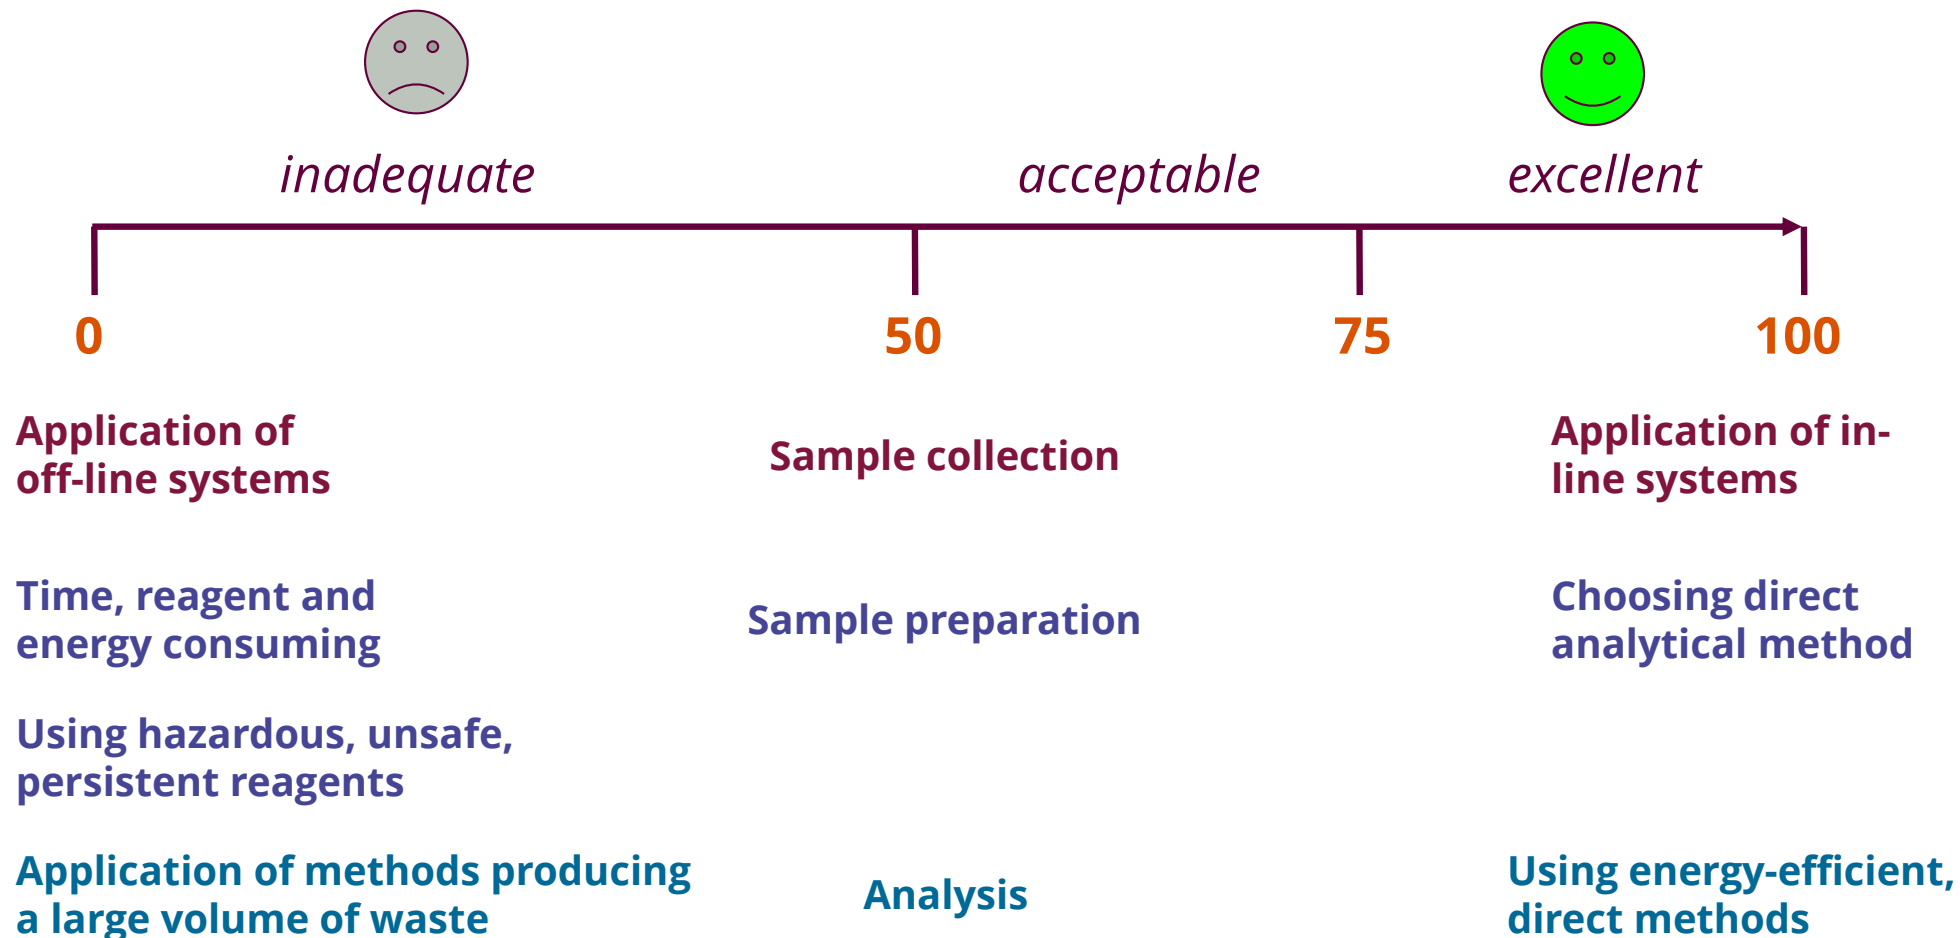 inadequate
acceptable
excellent
0
50
75
100
Application of
off-line systems
Sample collection
Application of in-
line systems
Time, reagent and
energy consuming
Sample preparation
Choosing direct
analytical method
Using hazardous, unsafe,
persistent reagents
Application of methods producing
a large volume of waste
Analysis
Using energy-efficient,
direct methods